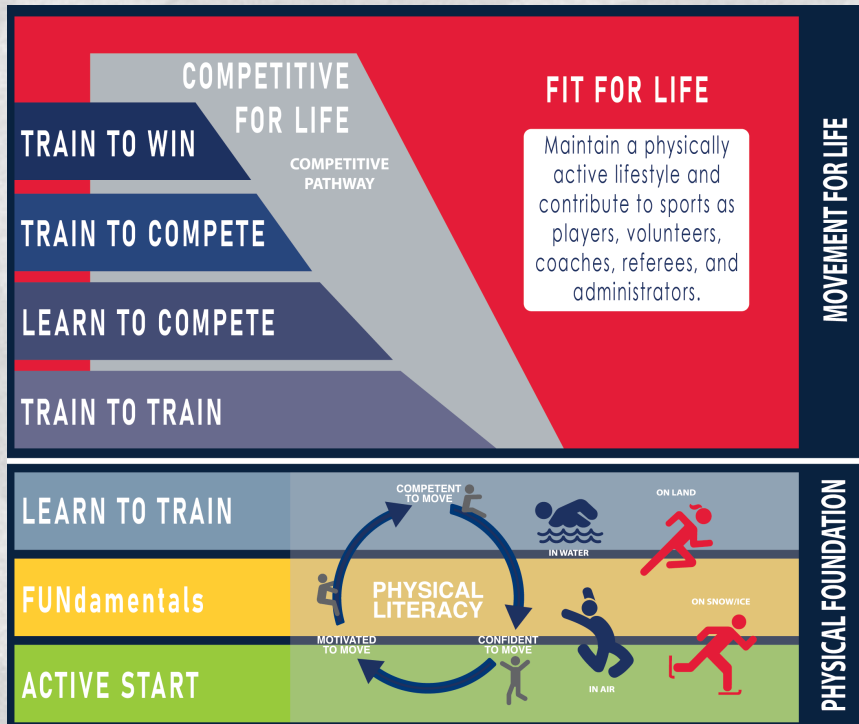 COMPETITIVE
FOR LIFE
COMPETITIVE
PATHWAY
TRAIN TO WIN
TRAIN TO COMPETE
LEARN TO COMPETE
TRAIN TO TRAIN
FIT FOR LIFE
Maintain a physically
active lifestyle and
contribute to sports as
players, volunteers,
coaches, referees, and
administrators.
MOVEMENT FOR LIFE
LEARN TO TRAIN
FUNdamentals
ACTIVE START
COMPETENT
TO MOVE
PHYSICAL
LITERACY
MOTIVATED
TO MOVE
CONFIDENT
TO MOVE
IN WATER
ON LAND
IN AIR
ON SNOW/ICE
PHYSICAL FOUNDATION